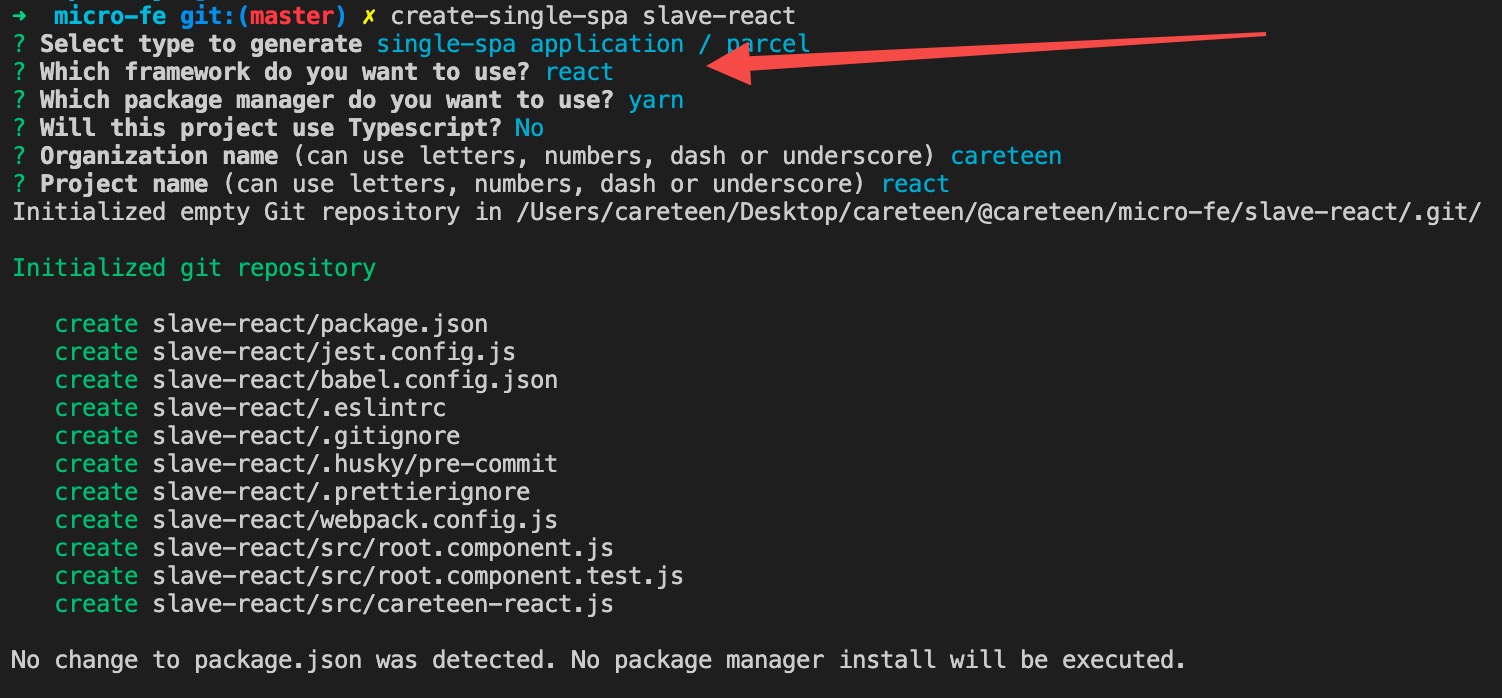 ➜ micro-fe git:(master) ✗ create-single-spa slave-react
? Select type to generate single-spa application / parcel
? Which framework do you want to use? react
? Which package manager do you want to use? yarn
? Will this project use Typescript? No
? Organization name (can use letters, numbers, dash or underscore) careteen
? Project name (can use letters, numbers, dash or underscore) react
Initialized empty Git repository in /Users/careteen/Desktop/careteen/@careteen/micro-fe/slave-react/.git/
Initialized git repository
create slave-react/package.json
create slave-react/jest.config.js
create slave-react/babel.config.json
create slave-react/.eslintrc
create slave-react/.gitignore
create slave-react/.husky/pre-commit
create slave-react/.prettierignore
create slave-react/webpack.config.js
create slave-react/src/root.component.js
create slave-react/src/root.component.test.js
create slave-react/src/careteen-react.js
No change to package.json was detected. No package manager install will be executed.